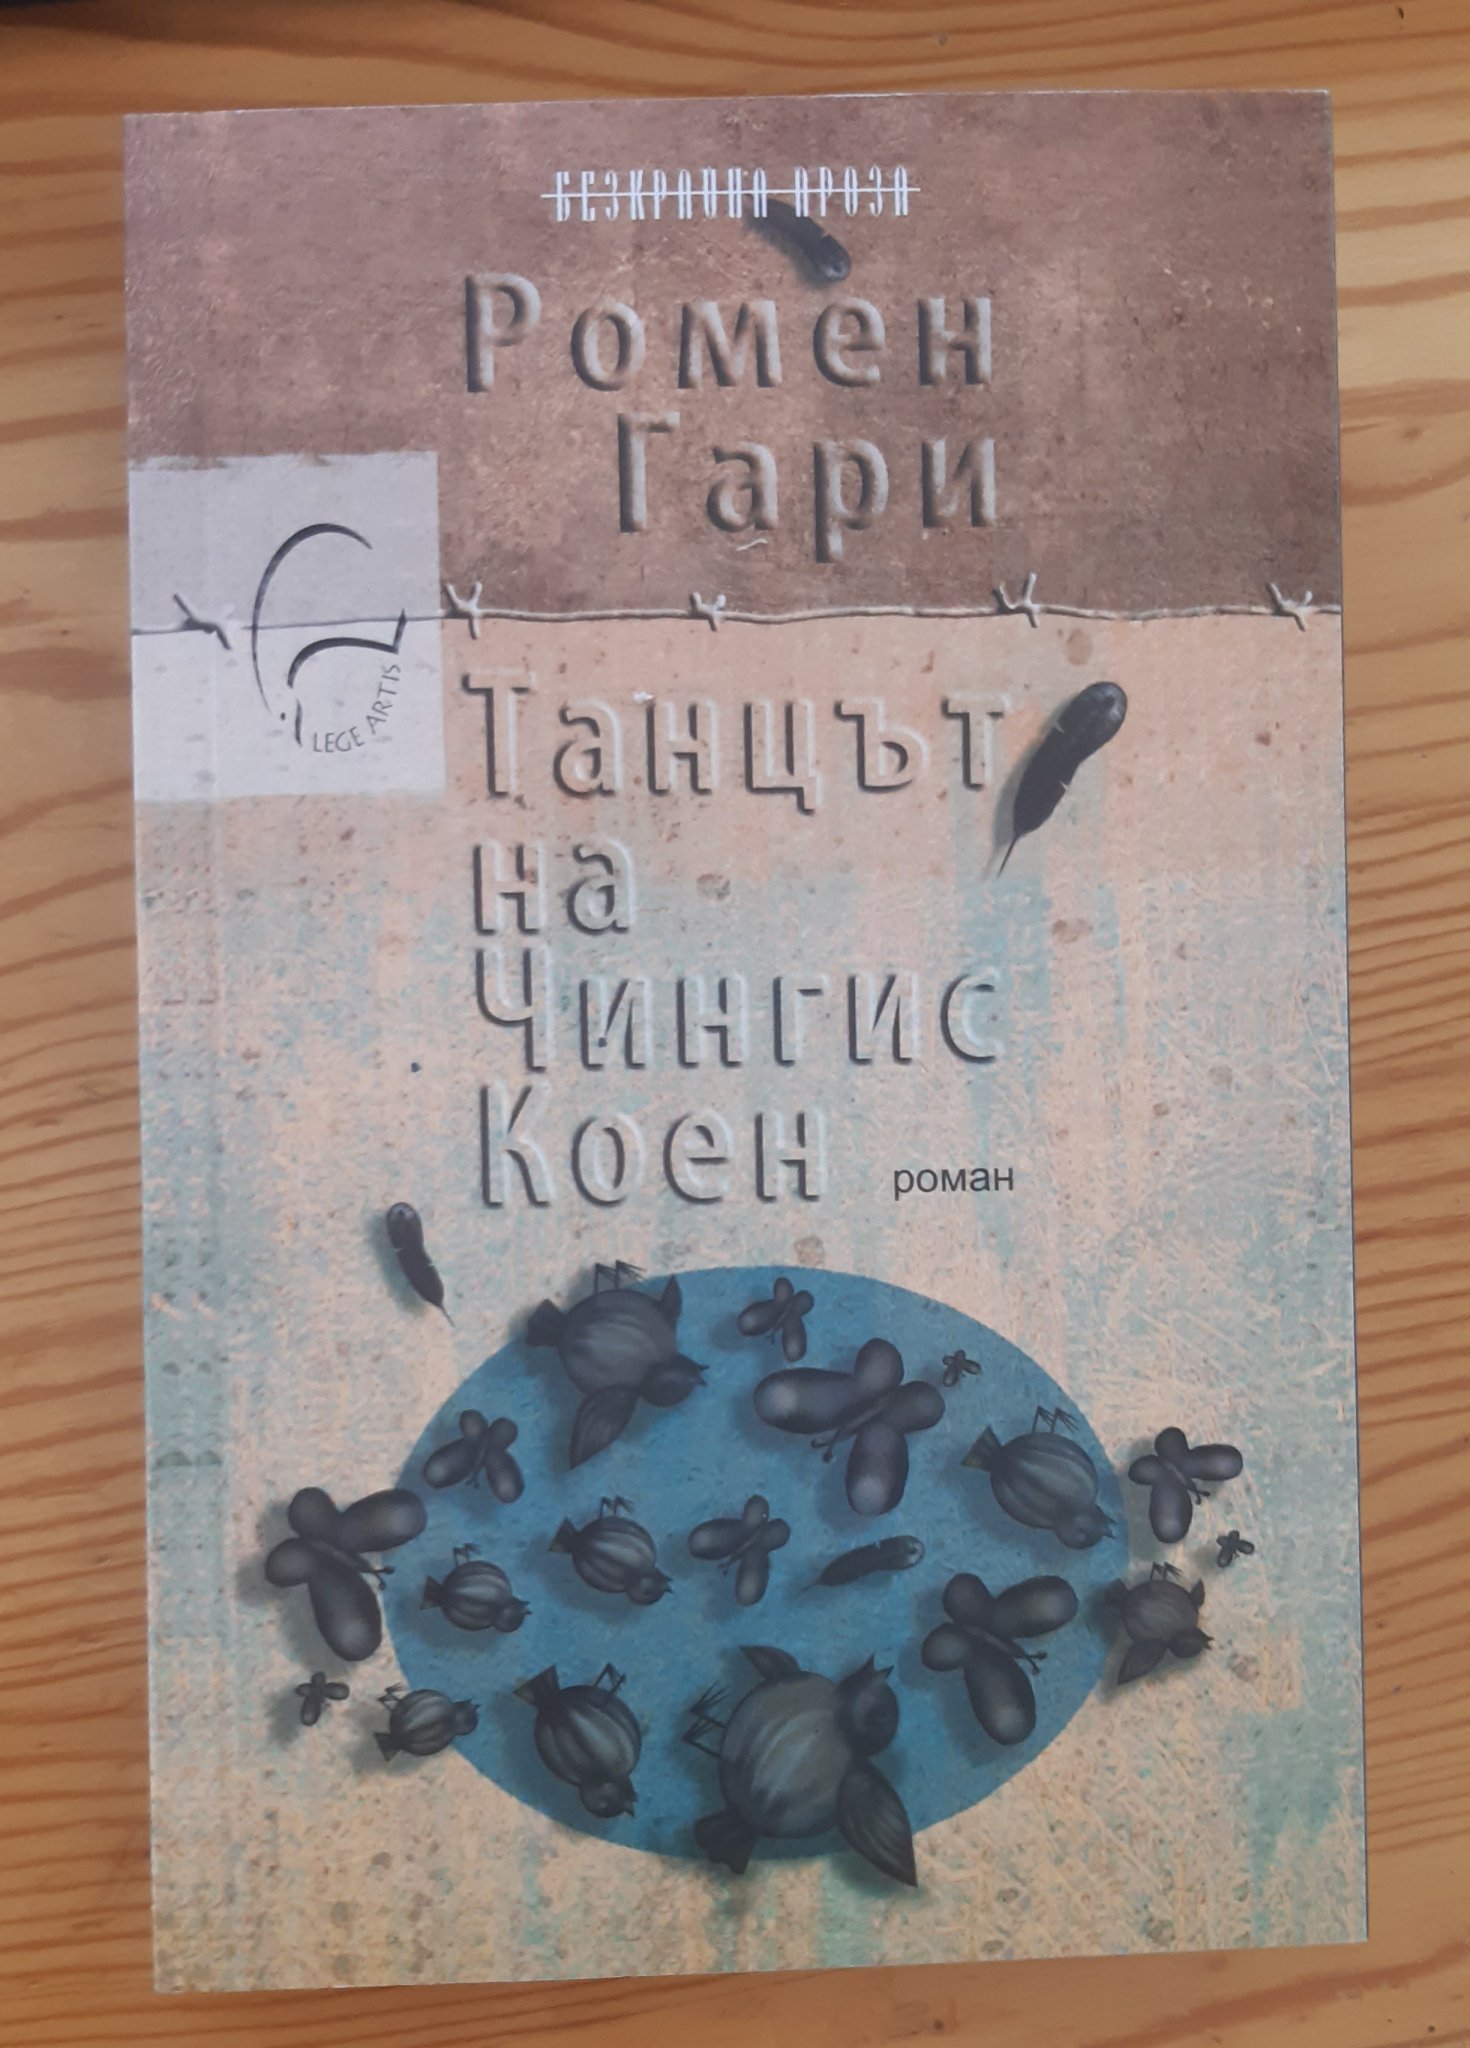 БЕЗКРАЙНА ПРОЗА
Ромен
Гари
LEGE ARTIS
Танцът
на
Чингис
Коен
роман